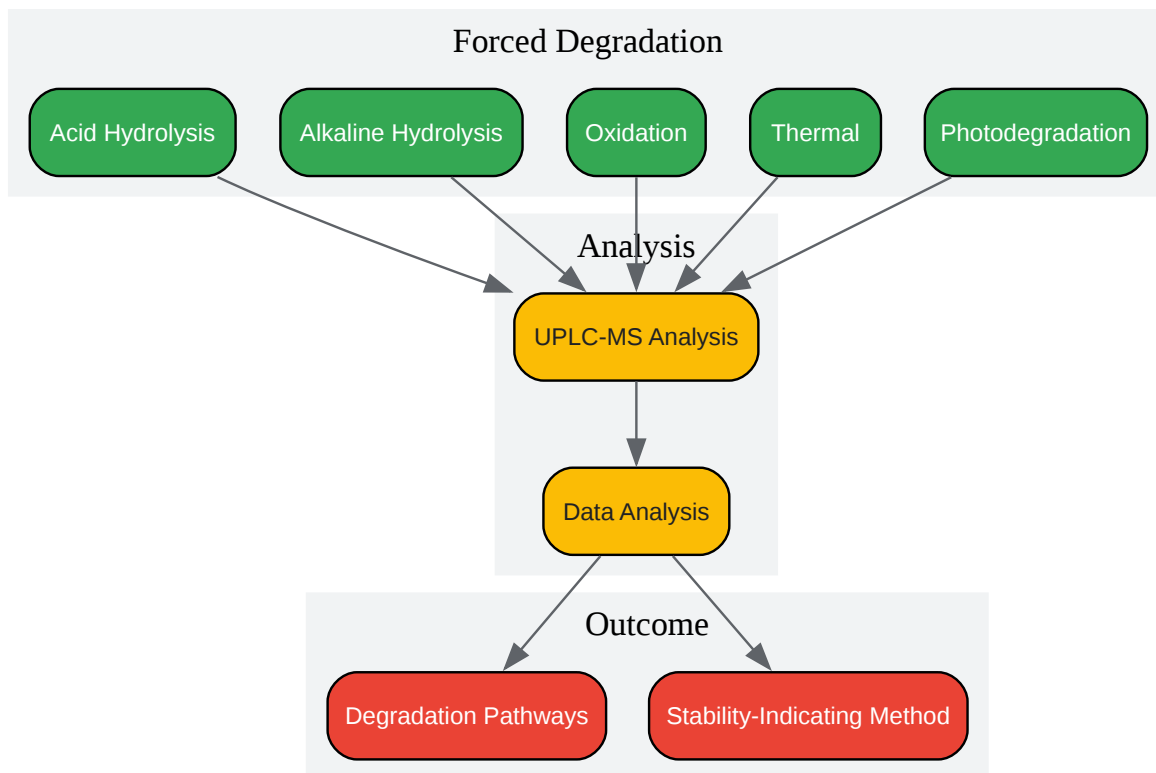 Forced Degradation
Acid Hydrolysis
Alkaline Hydrolysis
Oxidation
Thermal
Photodegradation
Analysis
UPLC-MS Analysis
Data Analysis
Outcome
Degradation Pathways
Stability-Indicating Method